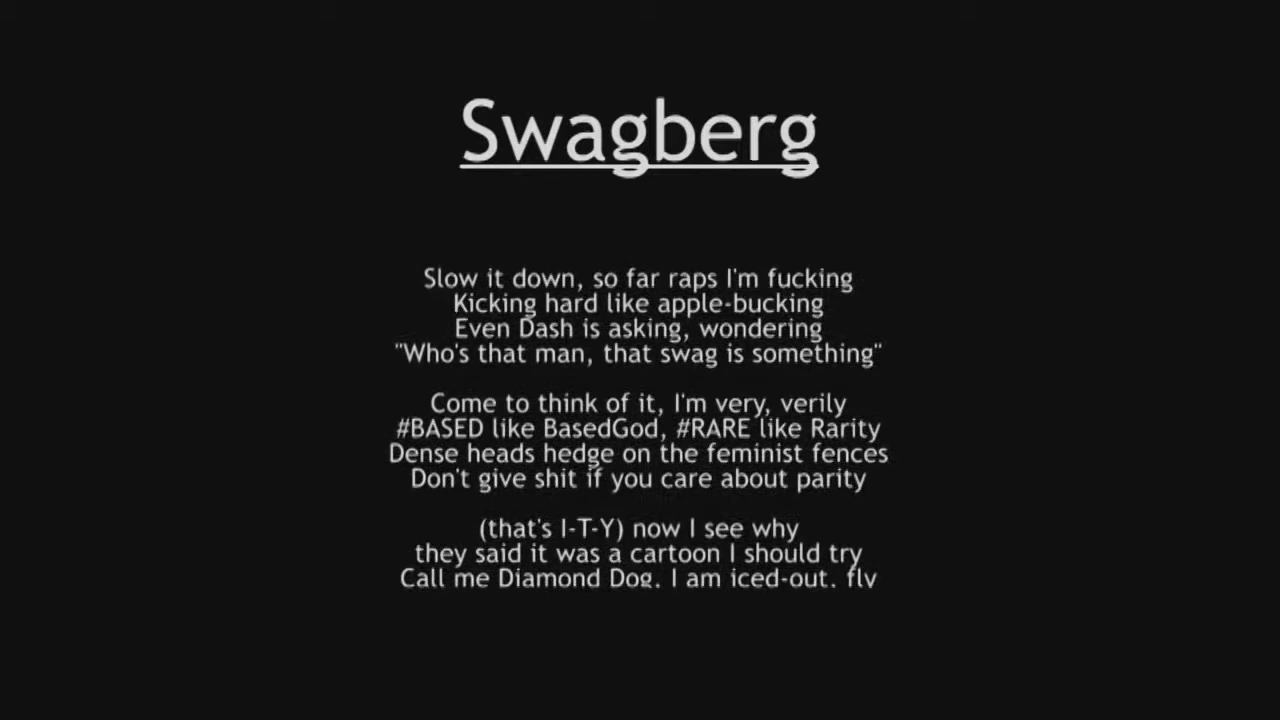 Swagberg
Slow it down, so far raps I'm fucking
Kicking hard like apple-bucking
Even Dash is asking, wondering
"Who's that man, that swag is something"
Come to think of it, I'm very, verily
#BASED like BasedGod, #RARE like Rarity
Dense heads hedge on the feminist fences
Don't give shit if you care about parity
(that's I-T-Y) now I see why
they said it was a cartoon I should try
Call me Diamond Dog, I am iced-out, fly